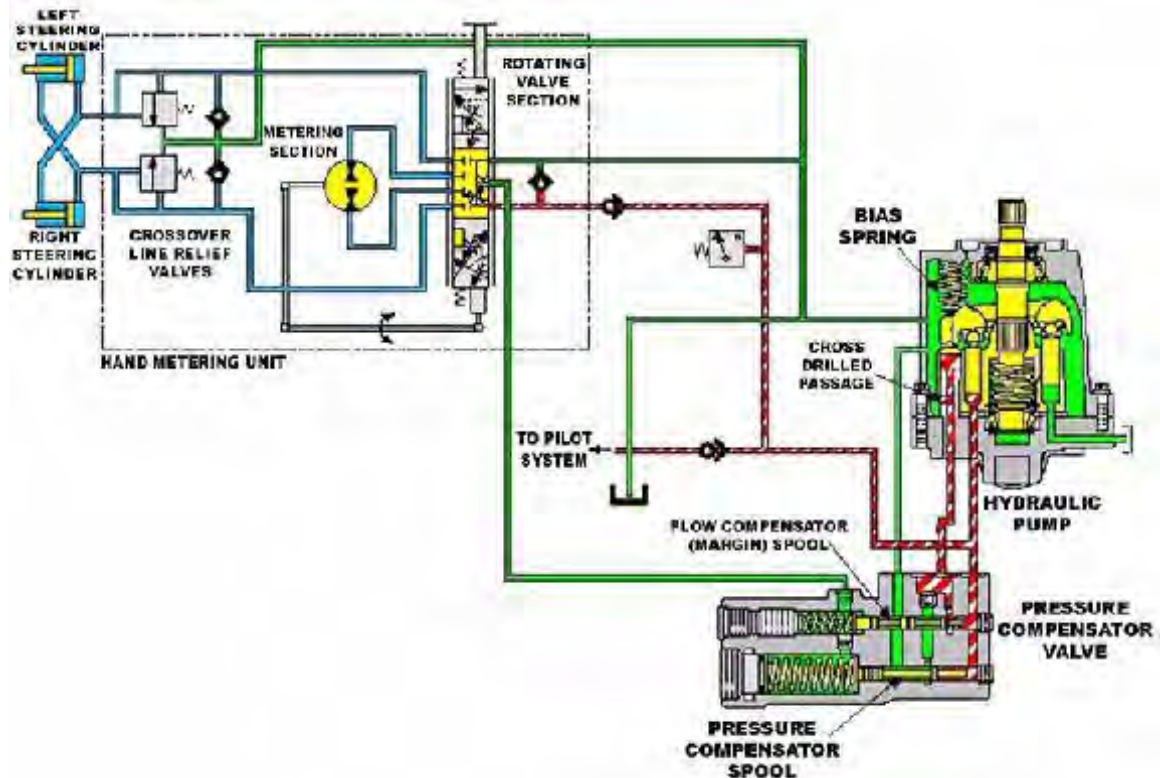 LEFT
STEERING
CYLINDER
ROTATING
VALVE
SECTION
METERING
SECTION
RIGHT
STEERING
CYLINDER
CROSSOVER
LINE RELIEF
VALVES
HAND METERING UNIT
BIAS
SPRING
CROSS
DRILLED
PASSAGE
TO PILOT
SYSTEM
HYDRAULIC
PUMP
FLOW COMPENSATOR
(MARGIN) SPOOL
PRESSURE
COMPENSATOR
VALVE
PRESSURE
COMPENSATOR
SPOOL